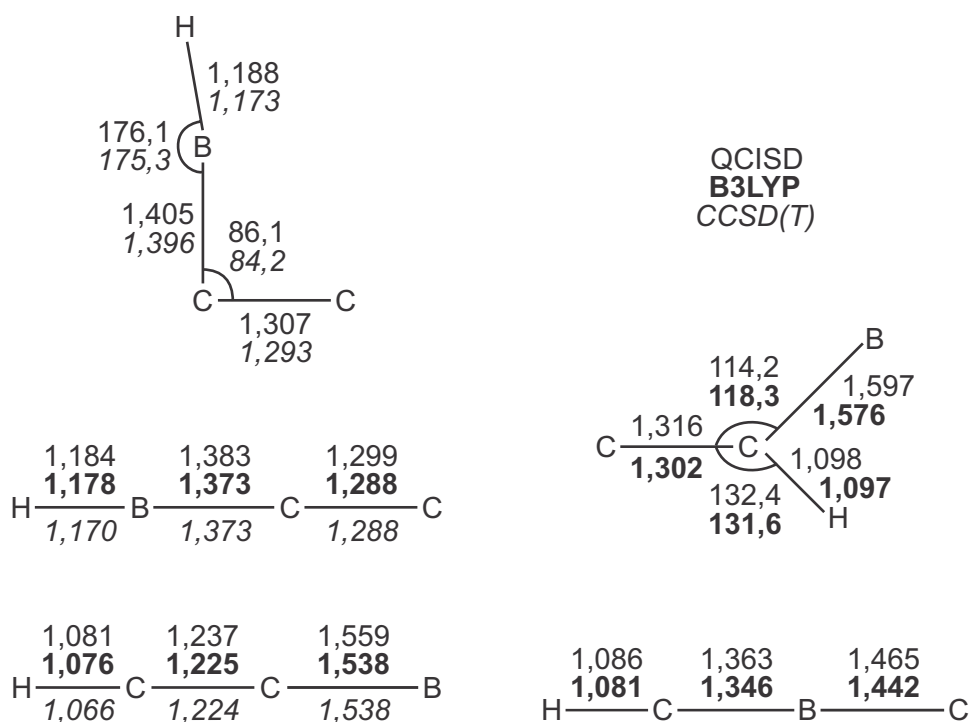 H
1,188
1,173
176,1
175,3
B
1,405
1,396
86,1
84,2
C C
1,307
1,293
QCISD
B3LYP
CCSD(T)
B
114,2
118,3
1,597
1,576
C 1,316 C
1,302
1,098
1,097
132,4
131,6
H
1,184 1,383 1,299
1,178 1,373 1,288
H B C C
1,170 1,373 1,288
1,081 1,237 1,559
1,076 1,225 1,538
H C C B
1,066 1,224 1,538
1,086 1,363 1,465
1,081 1,346 1,442
H C B C